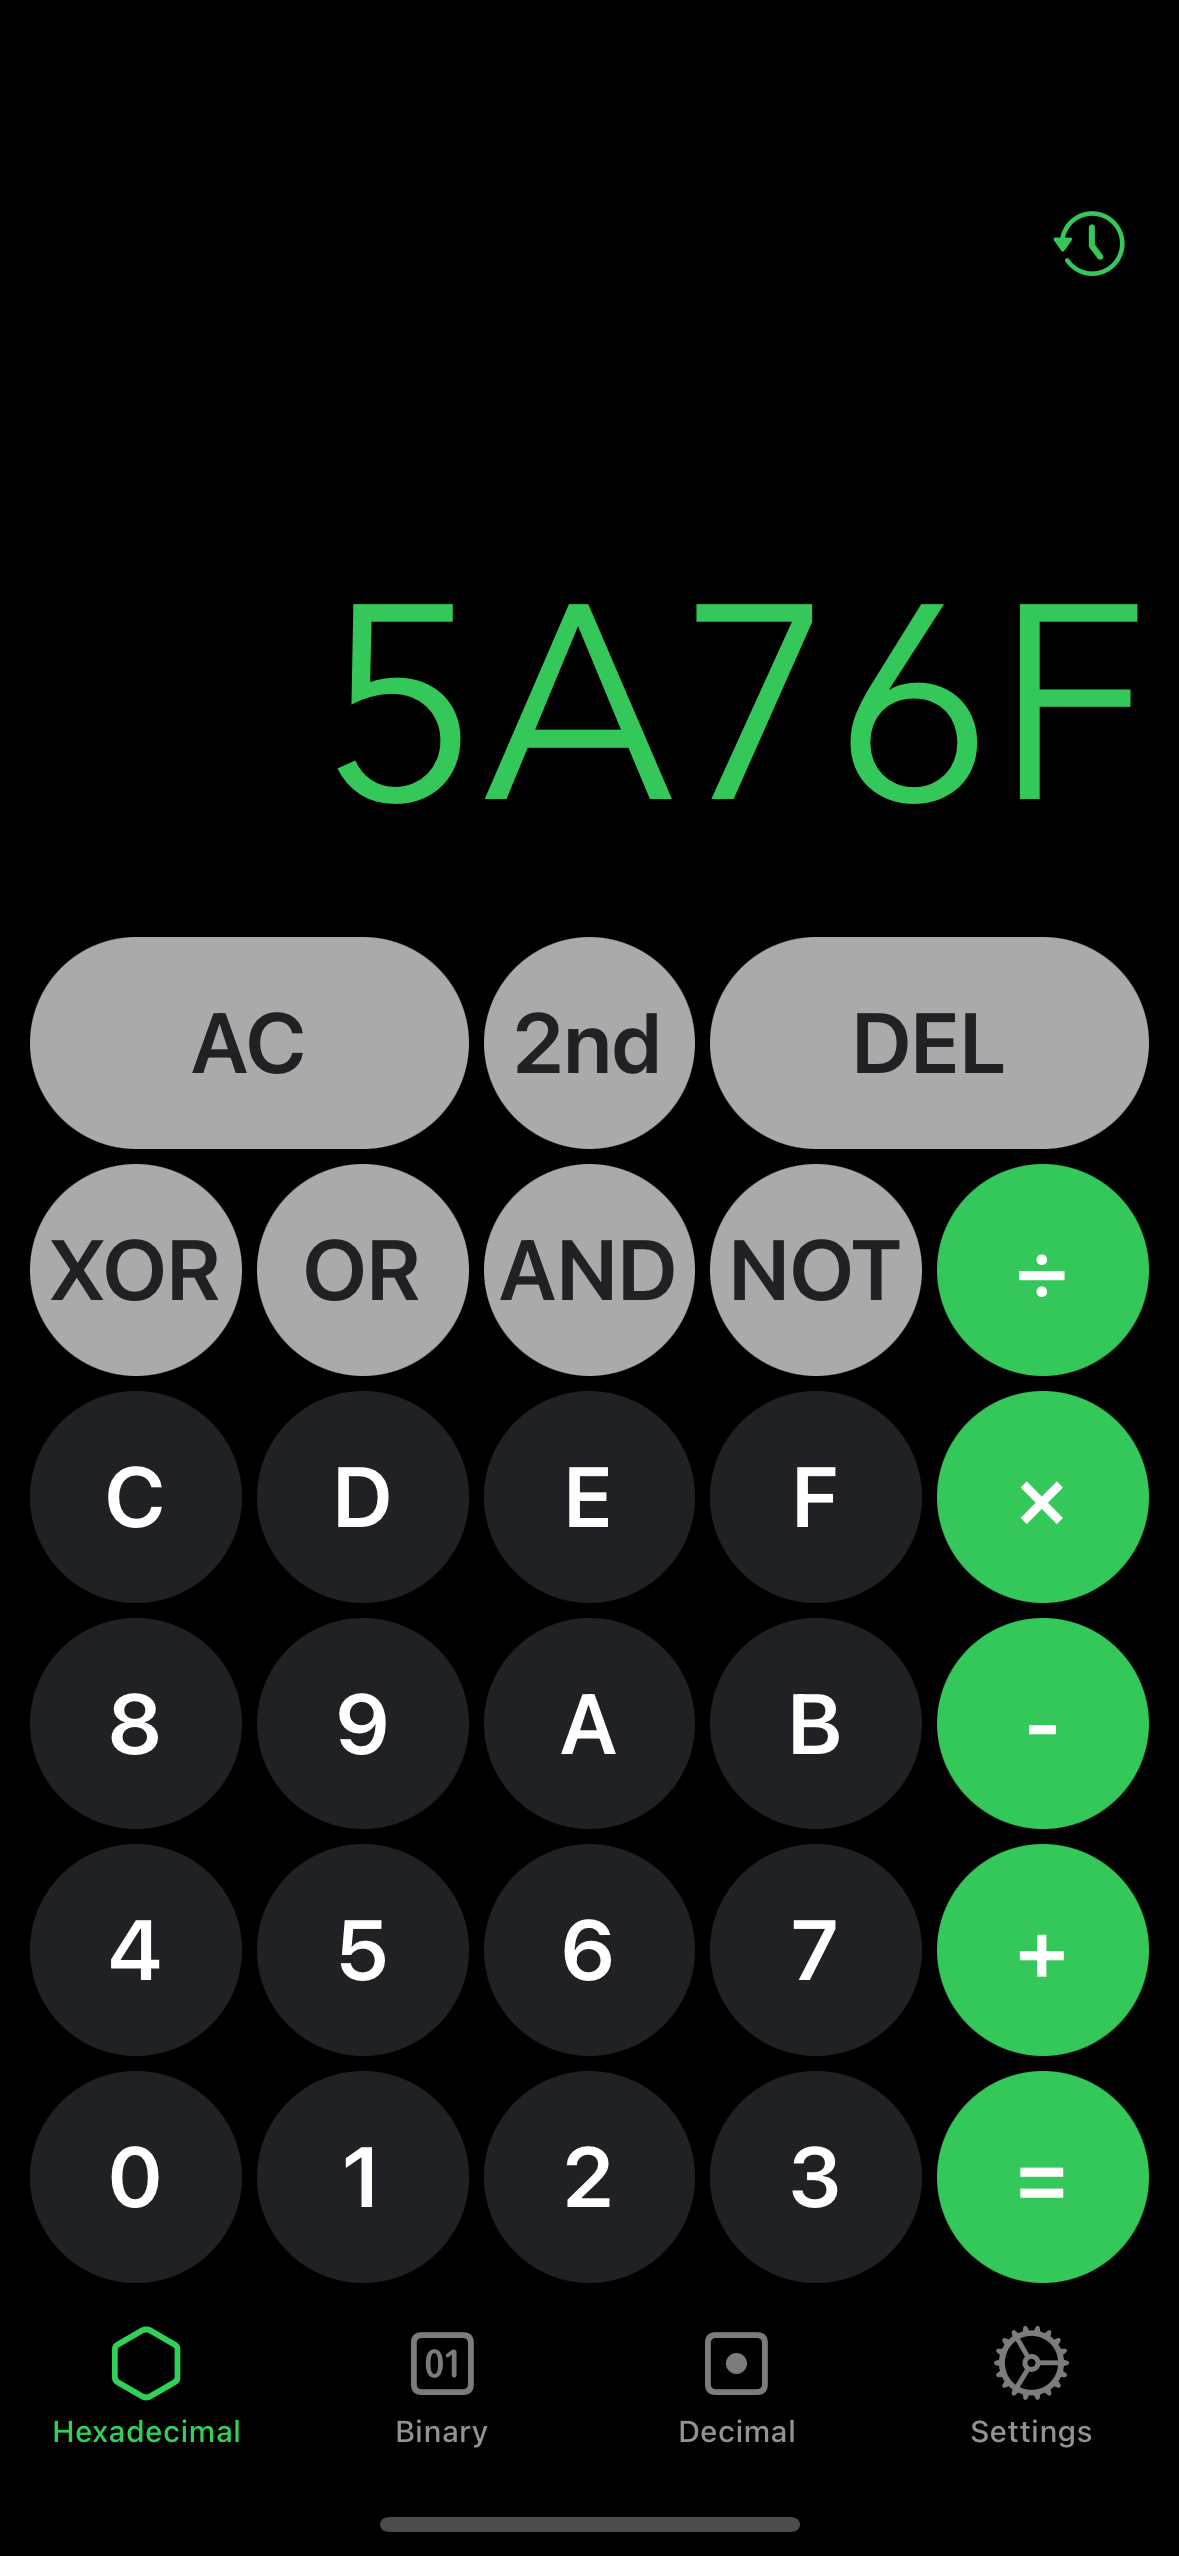 5A76F
AC 2nd DEL
XOR OR AND NOT ÷
C D E F ×
8 9 A B -
4 5 6 7 +
0 1 2 3 =
01
Hexadecimal Binary Decimal Settings